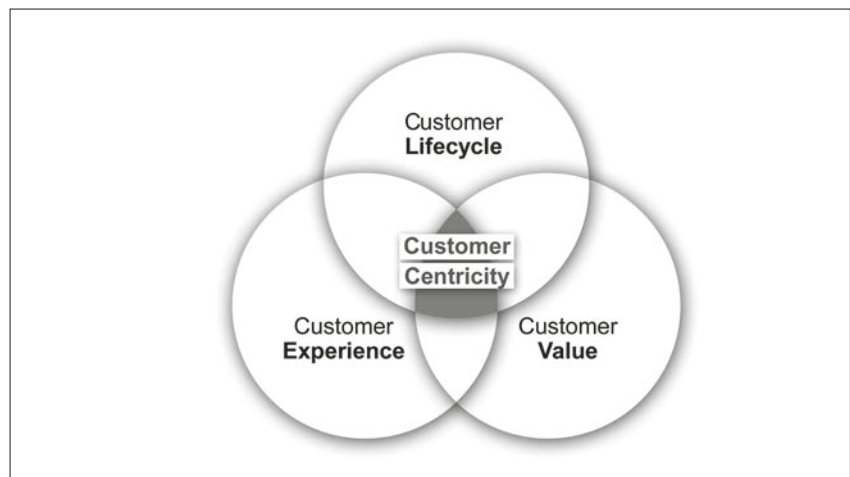 Customer
Lifecycle
Customer
Centricity
Customer
Experience
Customer
Value